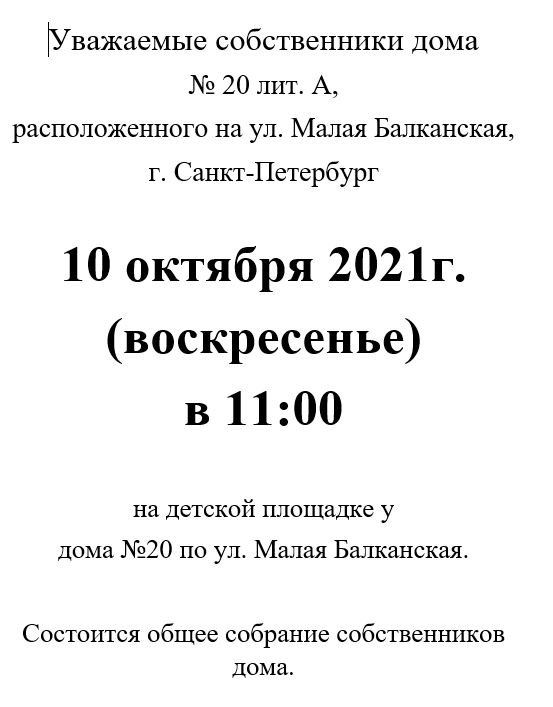 Уважаемые собственники дома
№ 20 лит. А,
расположенного на ул. Малая Балканская,
г. Санкт-Петербург
10 октября 2021г.
(воскресенье)
в 11:00
на детской площадке у
дома №20 по ул. Малая Балканская.
Состоится общее собрание собственников
дома.